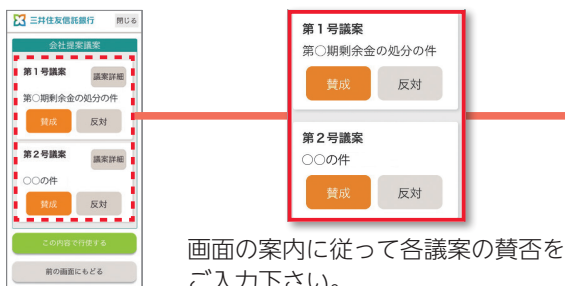 三井住友信託銀行
閉じる
会社提案議案
第1号議案
議案詳細
第○期剰余金の処分の件
賛成
反対
第2号議案
議案詳細
○○の件
賛成
反対
この内容で行使する
前の画面にもどる
第1号議案
第○期剰余金の処分の件
賛成
反対
第2号議案
○○の件
賛成
反対
画面の案内に従って各議案の賛否を
ご入力下さい。